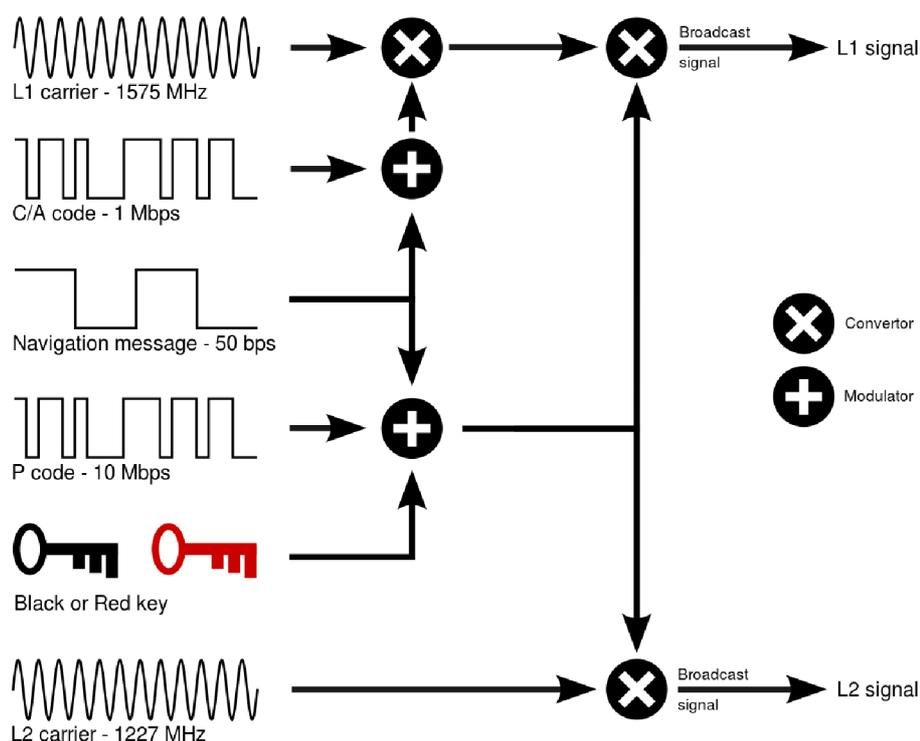 Broadcast
signal
L1 signal
L1 carrier - 1575 MHz
C/A code - 1 Mbps
Navigation message - 50 bps
Convertor
Modulator
P code - 10 Mbps
Black or Red key
Broadcast
signal
L2 signal
L2 carrier - 1227 MHz